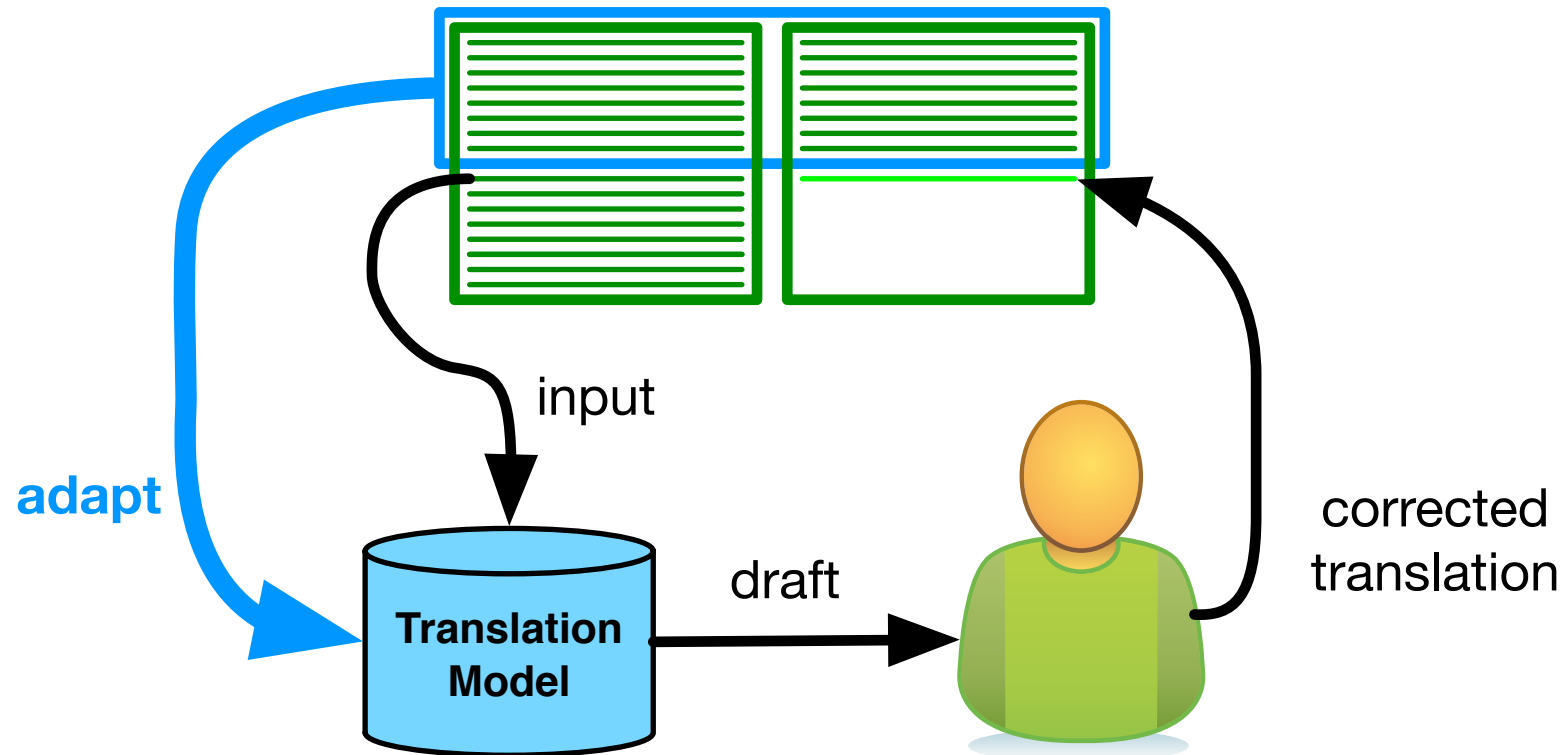 input
adapt
Translation
Model
draft
corrected
translation